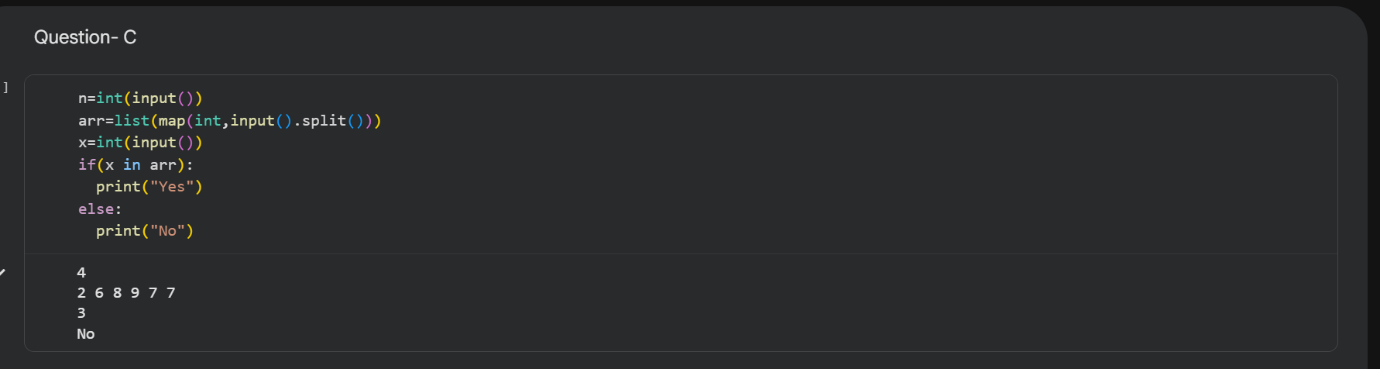 Question- C
]
n=int(input())
arr=list(map(int,input().split()))
x=int(input())
if(x in arr):
  print("Yes")
else:
  print("No")
4
2 6 8 9 7 7
3
No